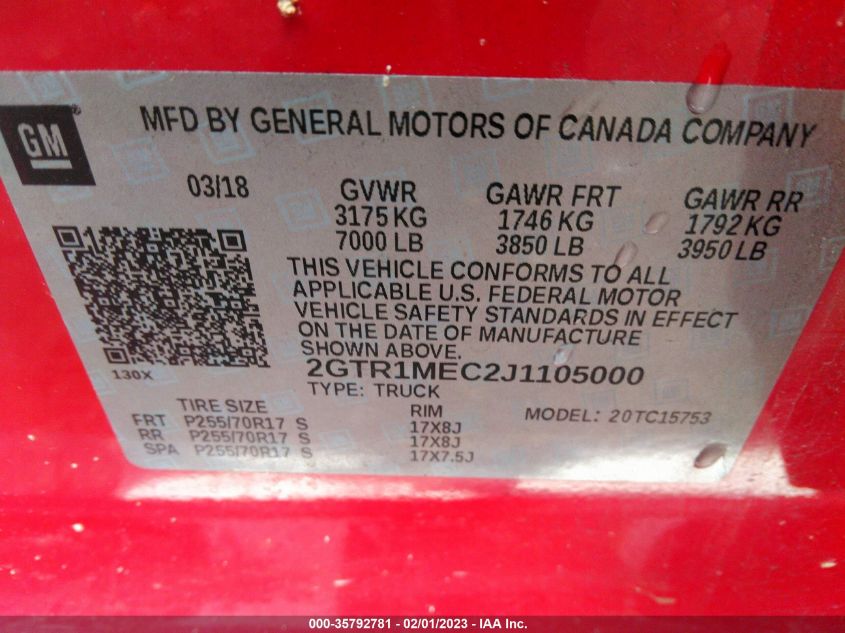 GM
MFD BY GENERAL MOTORS OF CANADA COMPANY
03/18 GVWR GAWR FRT GAWR RR
3175 KG 1746 KG 1792 KG
7000 LB 3850 LB 3950 LB
THIS VEHICLE CONFORMS TO ALL
APPLICABLE U.S. FEDERAL MOTOR
VEHICLE SAFETY STANDARDS IN EFFECT
ON THE DATE OF MANUFACTURE
SHOWN ABOVE.
130X
2GTR1MEC2J1105000
TYPE: TRUCK
TIRE SIZE RIM MODEL: 20TC15753
FRT P255/70R17 S 17X8J
RR P255/70R17 S 17X8J
SPA P255/70R17 S 17X7.5J
000-35792781 - 02/01/2023 - IAA Inc.